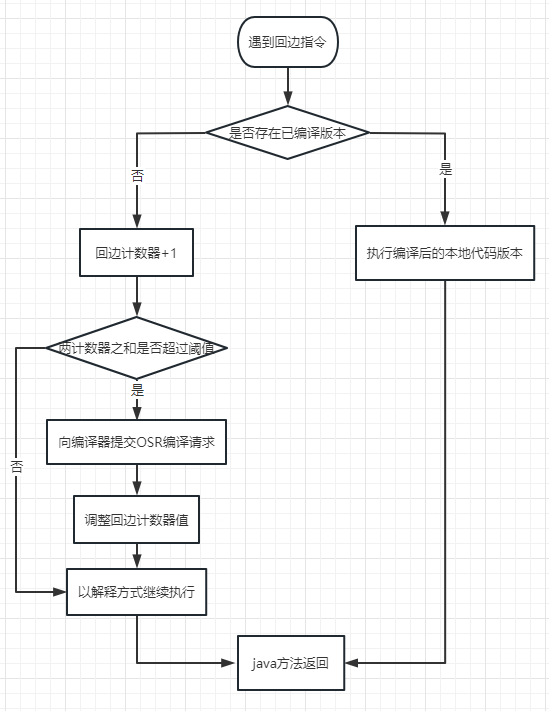 遇到回边指令
是否存在已编译版本
否
是
回边计数器+1
执行编译后的本地代码版本
两计数器之和是否超过阈值
是
向编译器提交OSR编译请求
否
调整回边计数器值
以解释方式继续执行
java方法返回